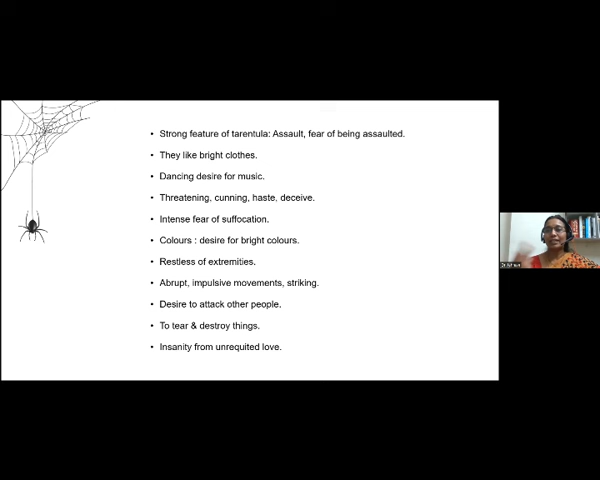 • Strong feature of tarentula: Assault, fear of being assaulted.
• They like bright clothes.
• Dancing desire for music.
• Threatening, cunning, haste, deceive.
• Intense fear of suffocation.
• Colours : desire for bright colours.
• Restless of extremities.
• Abrupt, impulsive movements, striking.
• Desire to attack other people.
• To tear & destroy things.
• Insanity from unrequited love.